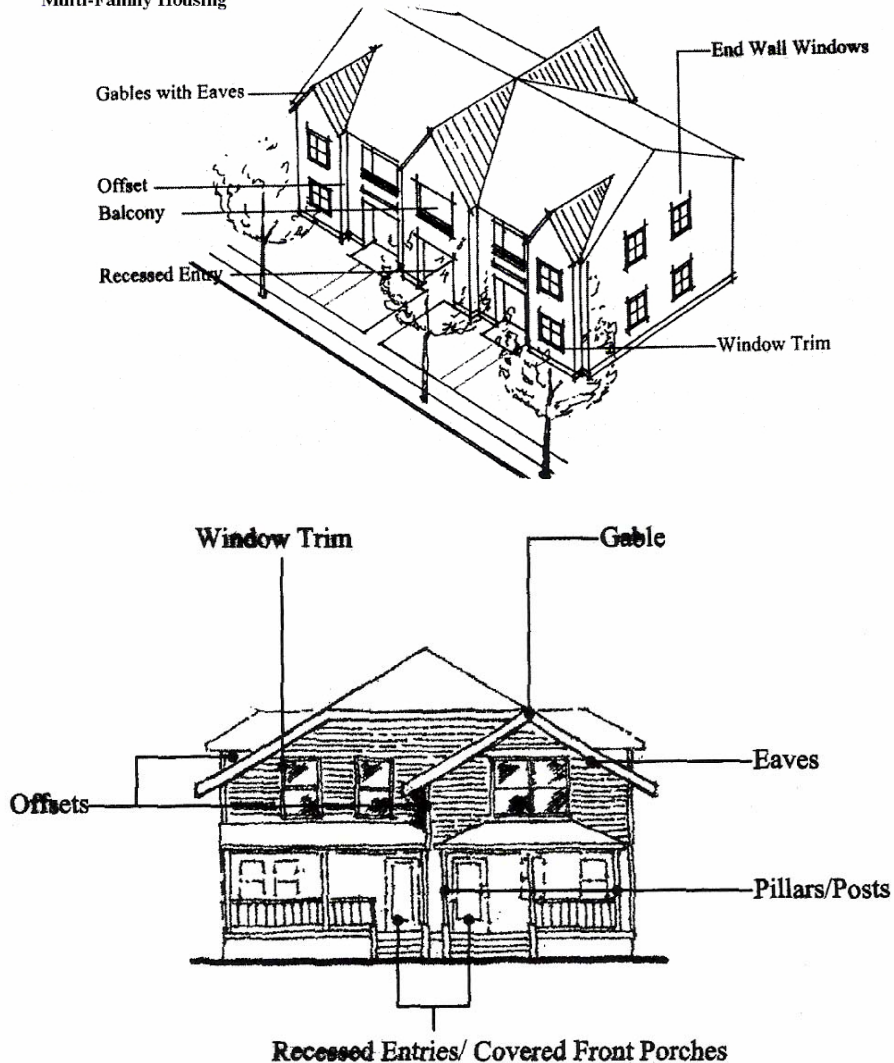 Multi-Family Housing
End Wall Windows
Gables with Eaves
Offset
Balcony
Recessed Entry
Window Trim
Window Trim
Gable
Eaves
Offsets
Pillars/Posts
Recessed Entries/ Covered Front Porches